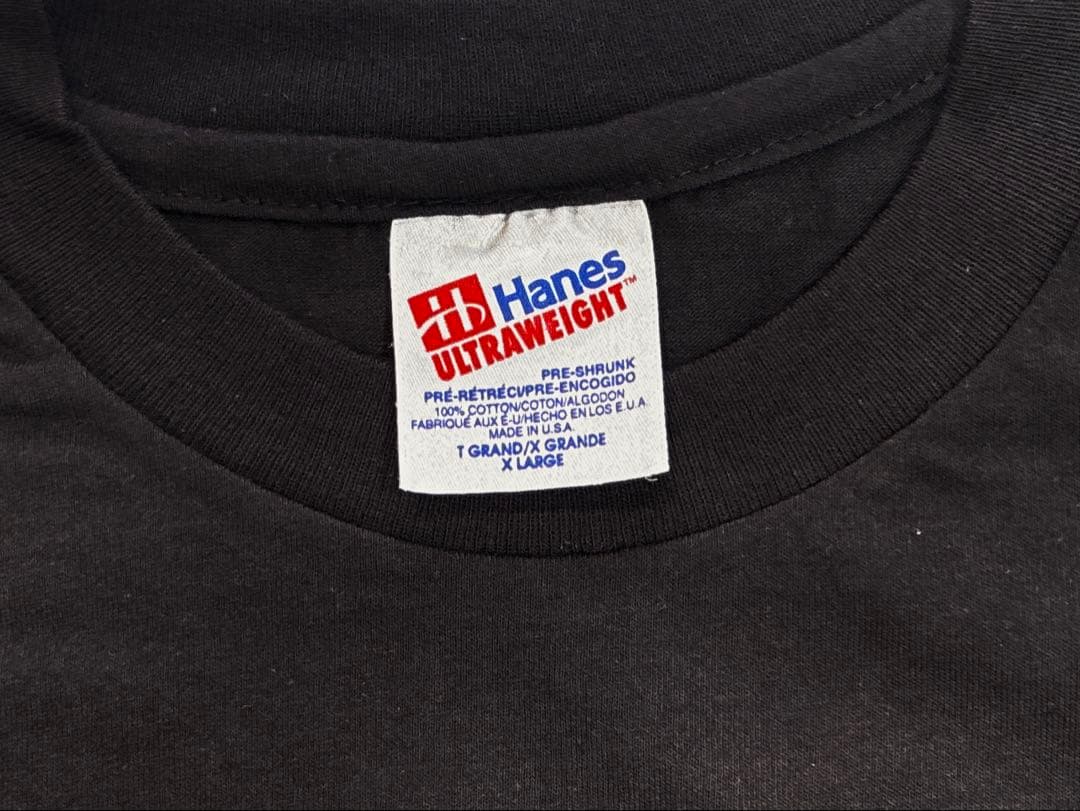 Hanes
ULTRAWEIGHT™
PRE-SHRUNK
PRÉ-RÉTRÉCI/PRE-ENCOGIDO
100% COTTON/COTON/ALGODON
FABRIQUÉ AUX É-U/HECHO EN LOS E.U.A.
MADE IN U.S.A.
T GRAND/X GRANDE
X LARGE